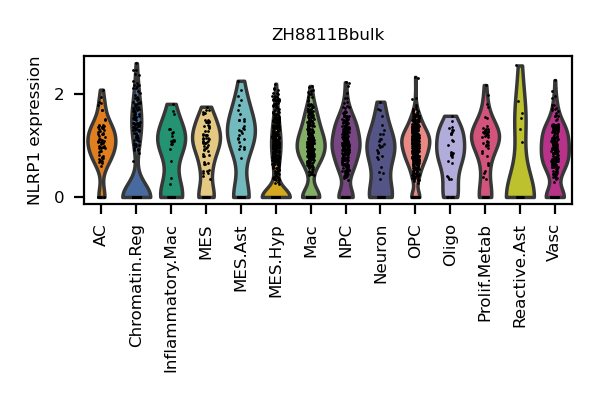 ZH8811Bbulk
NLRP1 expression
2
0
AC
Chromatin.Reg
Inflammatory.Mac
MES
MES.Ast
MES.Hyp
Mac
NPC
Neuron
OPC
Oligo
Prolif.Metab
Reactive.Ast
Vasc